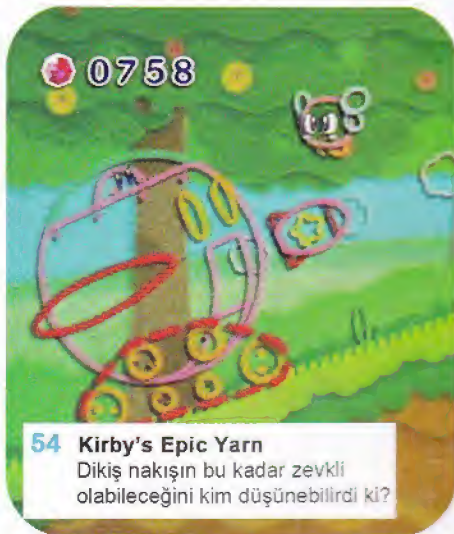 0758
54 Kirby's Epic Yarn
Dikiş nakışın bu kadar zevkli
olabileceğini kim düşünebilirdi ki?